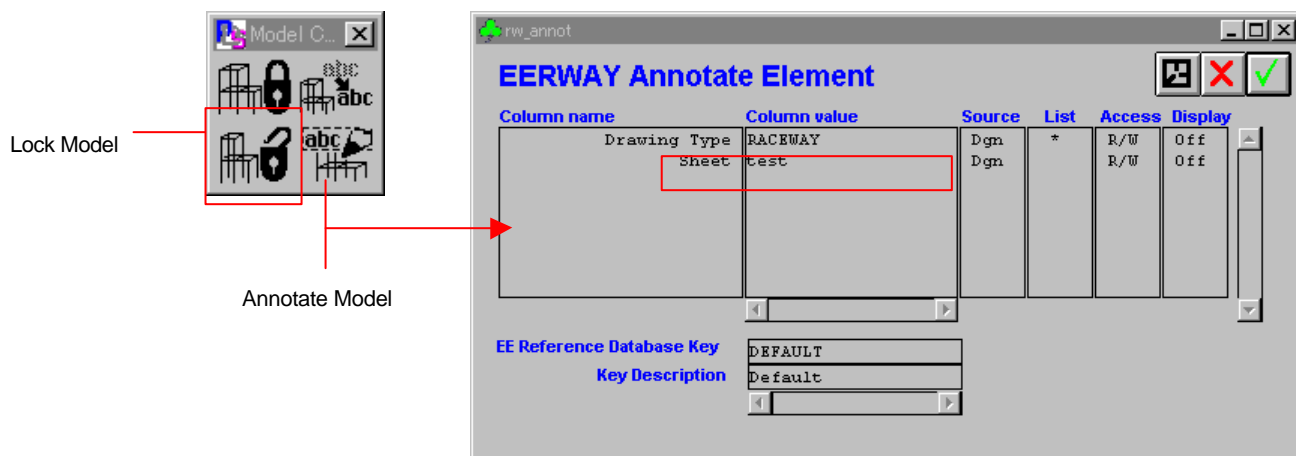 Model C...
abc
abc
abc
Lock Model
Annotate Model
rw_annot
EERWAY Annotate Element
Column name Column value Source List Access Display
Drawing Type RACEWAY Dgn * R/W Off
Sheet test Dgn R/W Off
EE Reference Database Key DEFAULT
Key Description Default